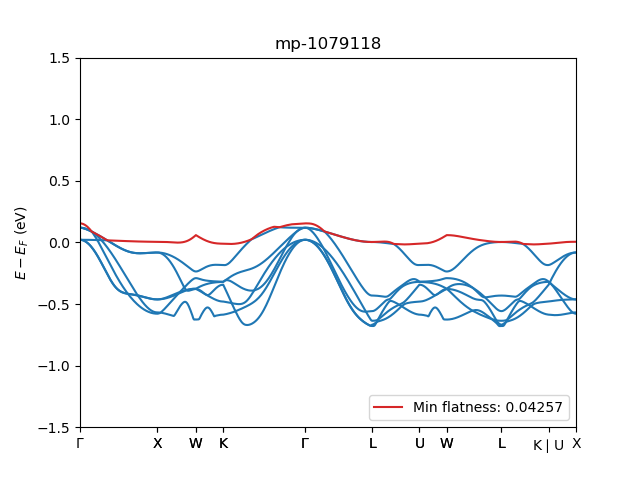 mp-1079118
E − E_F (eV)
1.5
1.0
0.5
0.0
−0.5
−1.0
−1.5
Min flatness: 0.04257
Γ X W K Γ L U W L K | U X